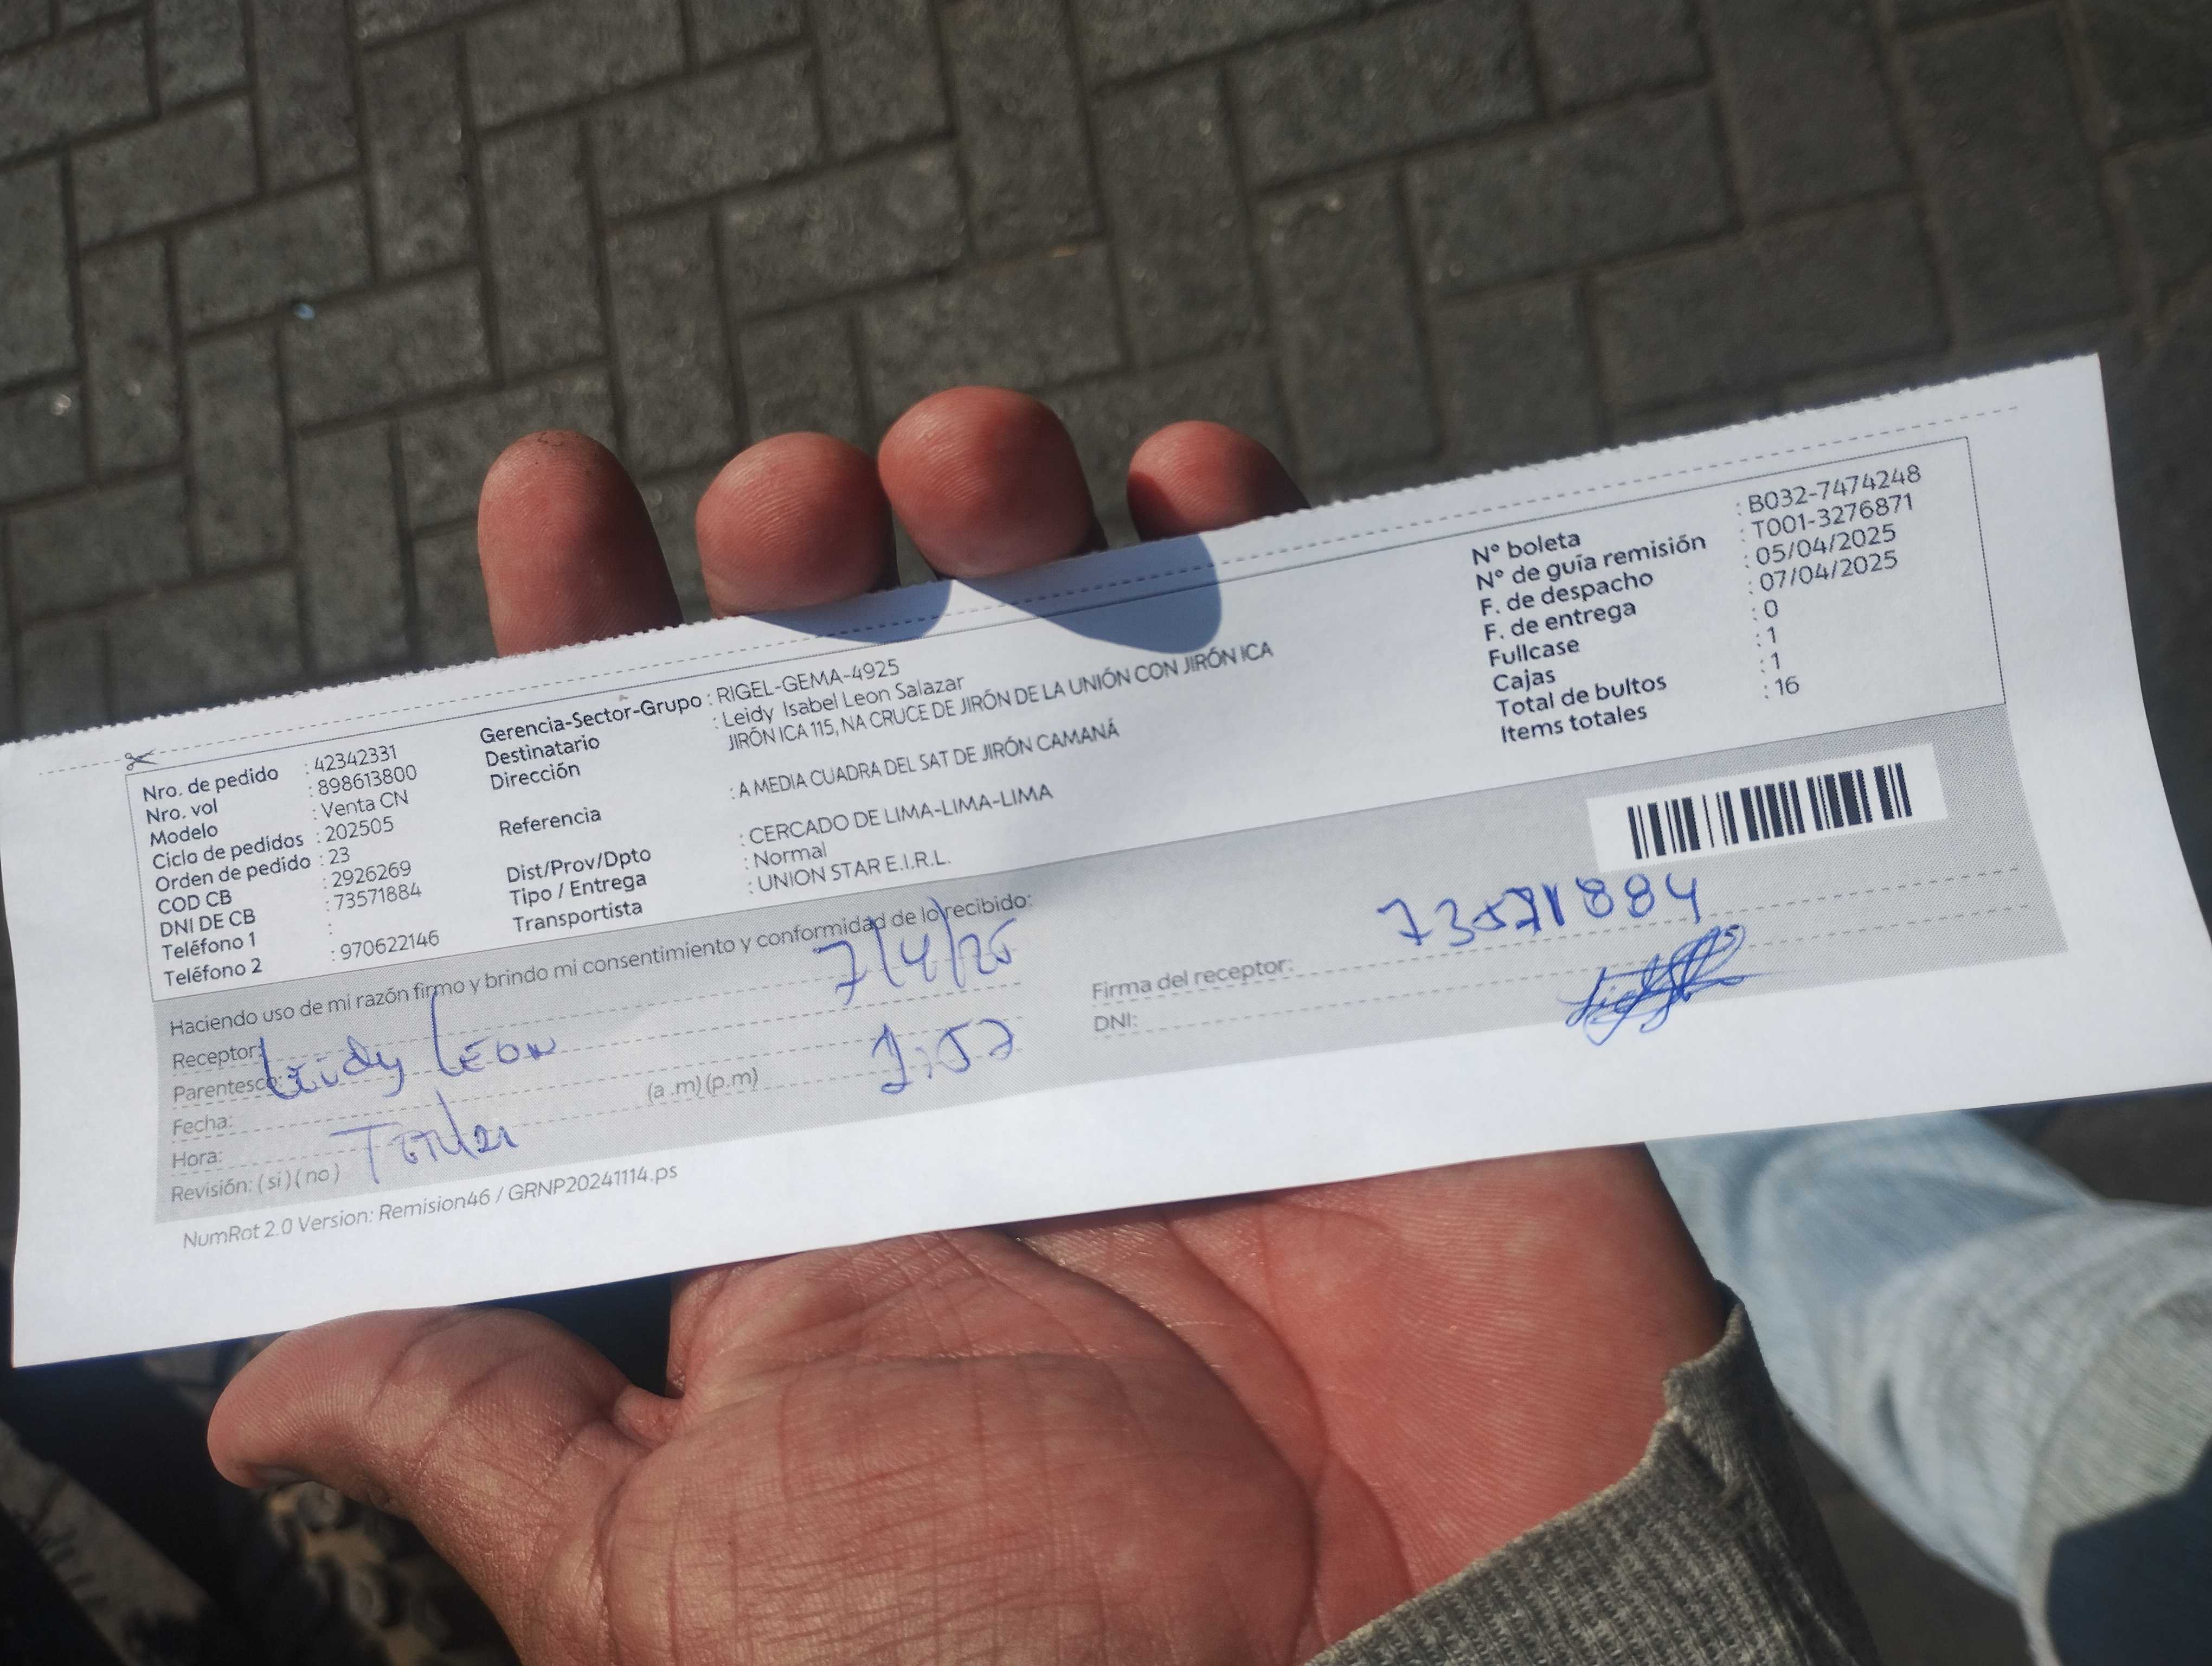 Nro. de pedido : 42342331
Nro. vol : 898613800
Modelo : Venta CN
Ciclo de pedidos : 202505
Orden de pedido : 23
COD CB : 2926269
DNI DE CB : 73571884
Teléfono 1 :
Teléfono 2 : 970622146
Gerencia-Sector-Grupo : RIGEL-GEMA-4925
Destinatario : Leidy Isabel Leon Salazar
Dirección JIRÓN ICA 115, NA CRUCE DE JIRÓN DE LA UNIÓN CON JIRÓN ICA
Referencia : A MEDIA CUADRA DEL SAT DE JIRÓN CAMANÁ
Dist/Prov/Dpto : CERCADO DE LIMA-LIMA-LIMA
Tipo / Entrega : Normal
Transportista : UNION STAR E.I.R.L.
N° boleta : B032-7474248
N° de guía remisión : T001-3276871
F. de despacho : 05/04/2025
F. de entrega : 07/04/2025
Fullcase : 0
Cajas : 1
Total de bultos : 1
Items totales : 16
Haciendo uso de mi razón firmo y brindo mi consentimiento y conformidad de lo recibido:
Receptor: Leidy Leon
Parentesco:
Fecha: 7/4/25
Hora: (a .m) (p.m) 1:57
Revisión: ( si ) ( no )
Firma del receptor: 73571884
DNI:
NumRot 2.0 Version: Remision46 / GRNP20241114.ps